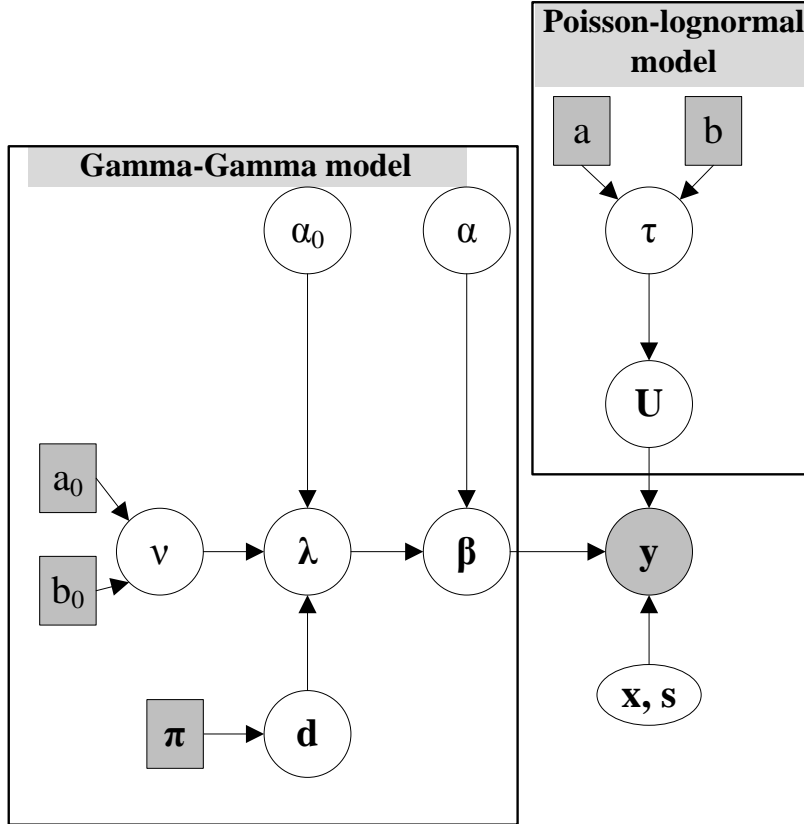 Poisson-lognormal
model
a b
Gamma-Gamma model
α₀ α τ
U
a₀
ν λ β y
b₀
x, s
π d